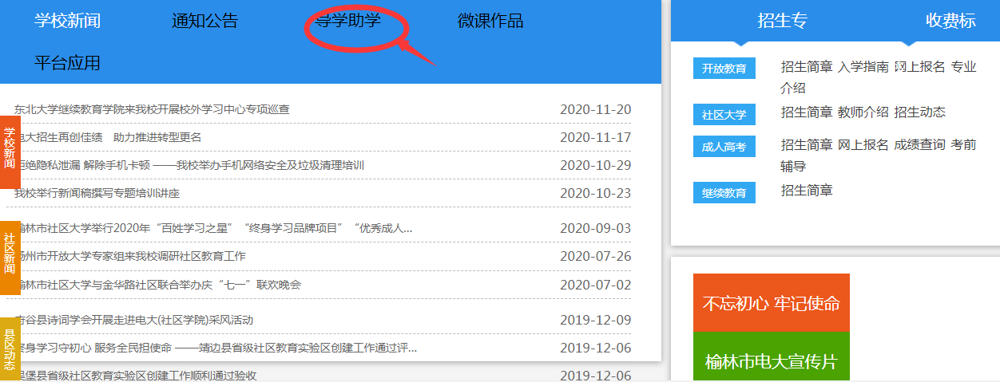 学校新闻 通知公告 导学助学 微课作品
平台应用
东北大学继续教育学院来我校开展校外学习中心专项巡查 2020-11-20
电大招生再创佳绩 助力推进转型更名 2020-11-17
拒绝隐私泄漏 解除手机卡顿 ——我校举办手机网络安全及垃圾清理培训 2020-10-29
我校举行新闻稿撰写专题培训讲座 2020-10-23
榆林市社区大学举行2020年“百姓学习之星”“终身学习品牌项目”“优秀成人... 2020-09-03
扬州市开放大学专家组来我校调研社区教育工作 2020-07-26
榆林市社区大学与金华路社区联合举办庆“七一”联欢晚会 2020-07-02
府谷县诗词学会开展走进电大(社区学院)采风活动 2019-12-09
终身学习守初心 服务全民担使命 ——靖边县省级社区教育实验区创建工作通过评... 2019-12-06
吴堡县省级社区教育实验区创建工作顺利通过验收 2019-12-06
学校新闻
社区新闻
县区动态
招生专 收费标
开放教育 招生简章 入学指南 网上报名 专业
介绍
社区大学 招生简章 教师介绍 招生动态
成人高考 招生简章 网上报名 成绩查询 考前
辅导
继续教育 招生简章
不忘初心 牢记使命
榆林市电大宣传片